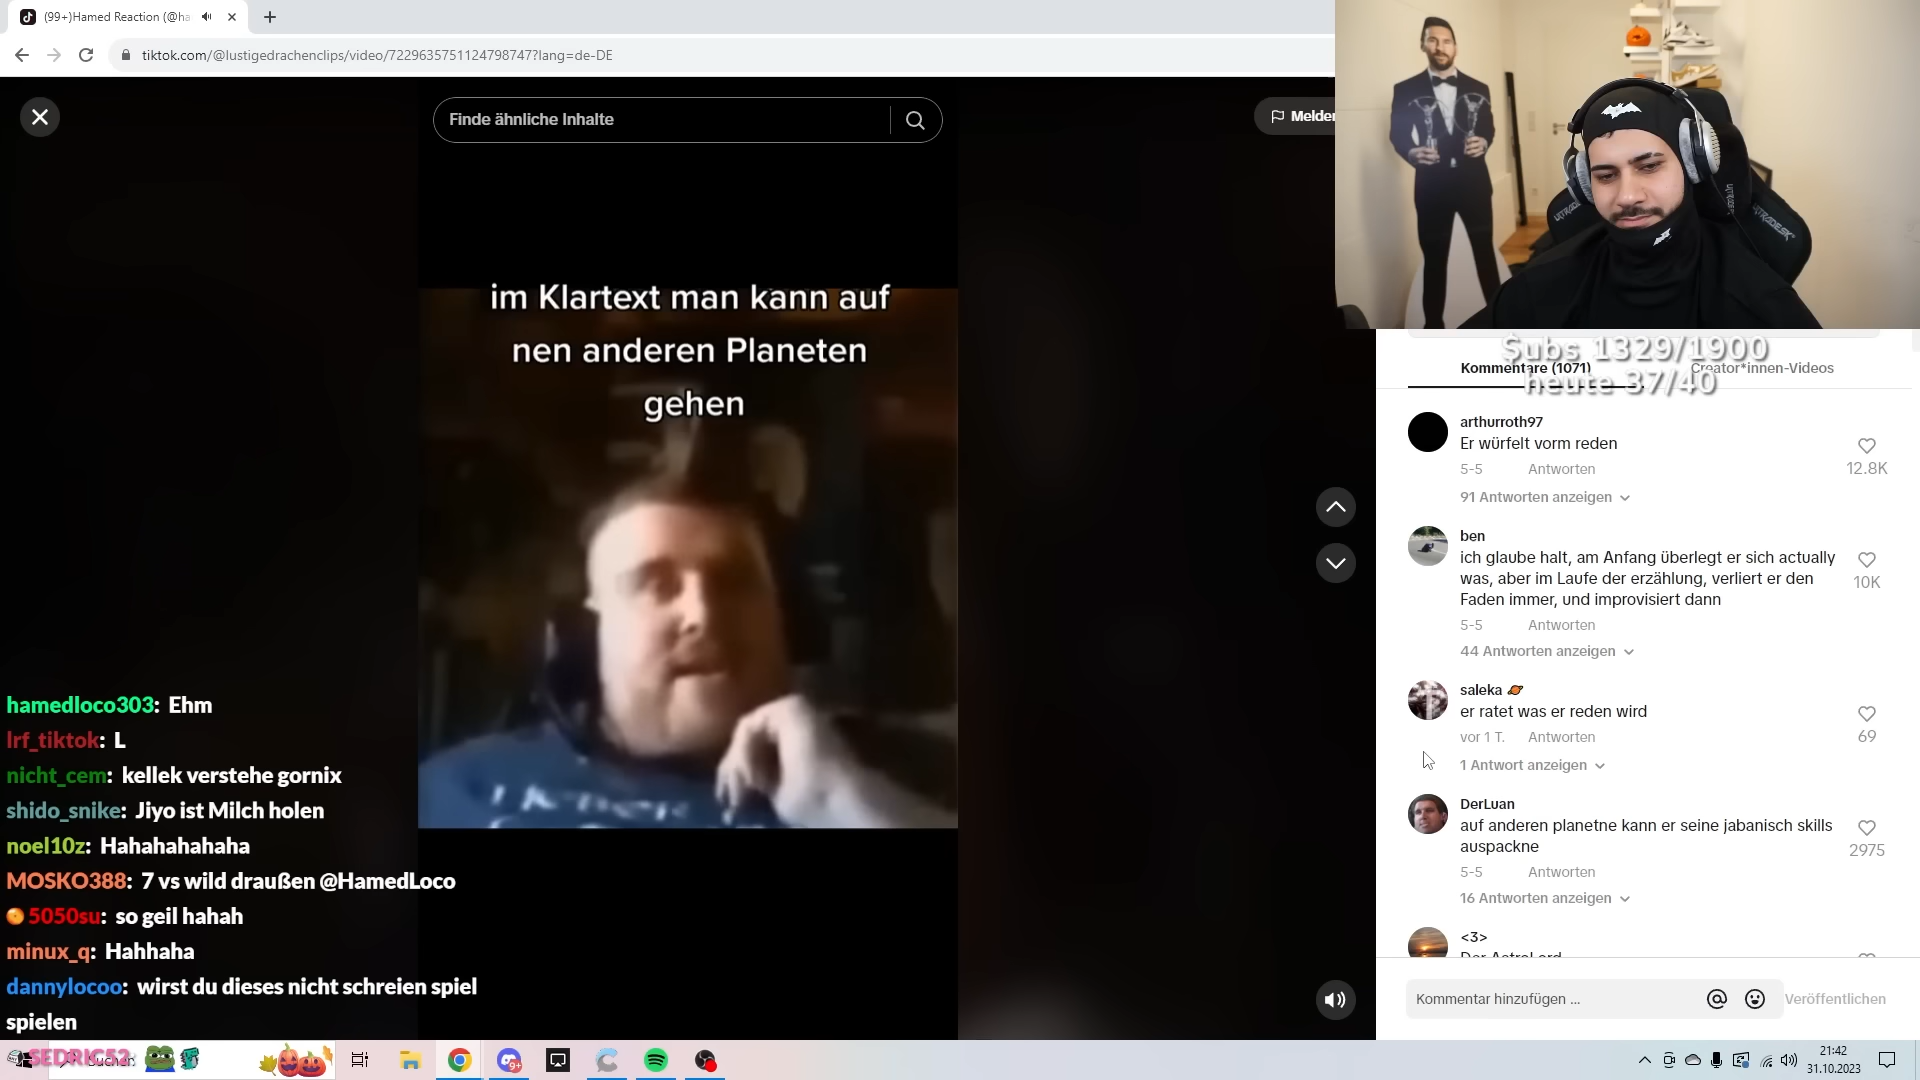 (99+)Hamed Reaction (@ha
tiktok.com/@lustigedrachenclips/video/7229635751124798747?lang=de-DE
Finde ähnliche Inhalte
Melden
im Klartext man kann auf
nen anderen Planeten
gehen
$ubs 1329/1900
heute 37/40
Kommentare (1071)
Creator*innen-Videos
arthurroth97
Er würfelt vorm reden
5-5 Antworten
12.8K
91 Antworten anzeigen
ben
ich glaube halt, am Anfang überlegt er sich actually
was, aber im Laufe der erzählung, verliert er den
Faden immer, und improvisiert dann
10K
5-5 Antworten
44 Antworten anzeigen
saleka
er ratet was er reden wird
vor 1 T. Antworten
69
1 Antwort anzeigen
DerLuan
auf anderen planetne kann er seine jabanisch skills
auspackne
2975
5-5 Antworten
16 Antworten anzeigen
<3>
Der AstroLord
Kommentar hinzufügen ...
Veröffentlichen
hamedloco303: Ehm
lrf_tiktok: L
nicht_cem: kellek verstehe gornix
shido_snike: Jiyo ist Milch holen
noel10z: Hahahahahaha
MOSKO388: 7 vs wild draußen @HamedLoco
5050su: so geil hahah
minux_q: Hahhaha
dannylocoo: wirst du dieses nicht schreien spiel
spielen
SEDRIC52
Suchen
9+
21:42
31.10.2023